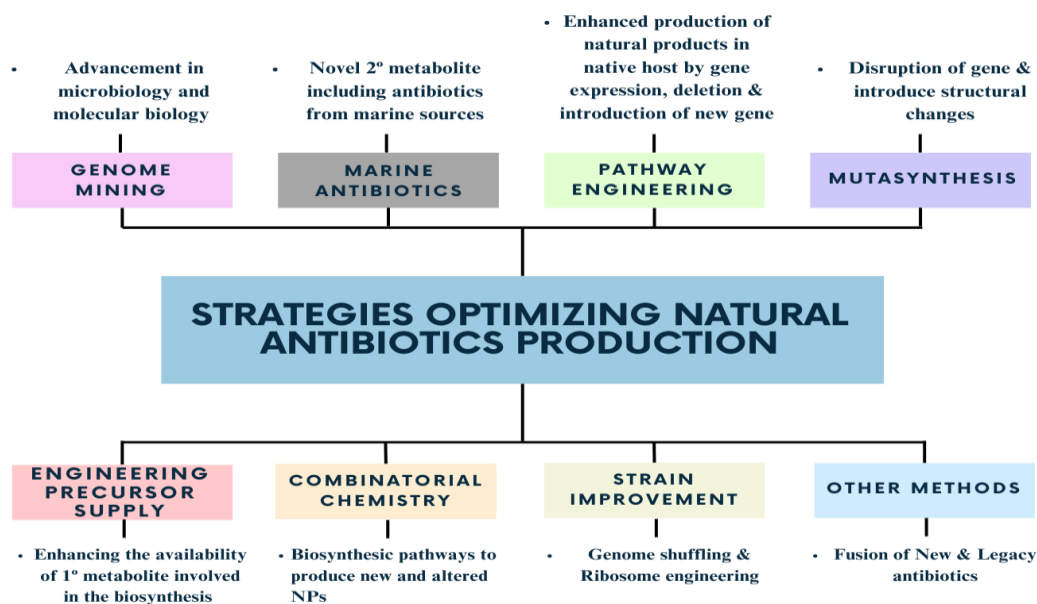 • Advancement in
microbiology and
molecular biology
• Novel 2º metabolite
including antibiotics
from marine sources
• Enhanced production of
natural products in
native host by gene
expression, deletion &
introduction of new gene
• Disruption of gene &
introduce structural
changes
GENOME
MINING
MARINE
ANTIBIOTICS
PATHWAY
ENGINEERING
MUTASYNTHESIS
STRATEGIES OPTIMIZING NATURAL
ANTIBIOTICS PRODUCTION
ENGINEERING
PRECURSOR
SUPPLY
COMBINATORIAL
CHEMISTRY
STRAIN
IMPROVEMENT
OTHER METHODS
• Enhancing the availability
of 1º metabolite involved
in the biosynthesis
• Biosynthesic pathways to
produce new and altered
NPs
• Genome shuffling &
Ribosome engineering
• Fusion of New & Legacy
antibiotics